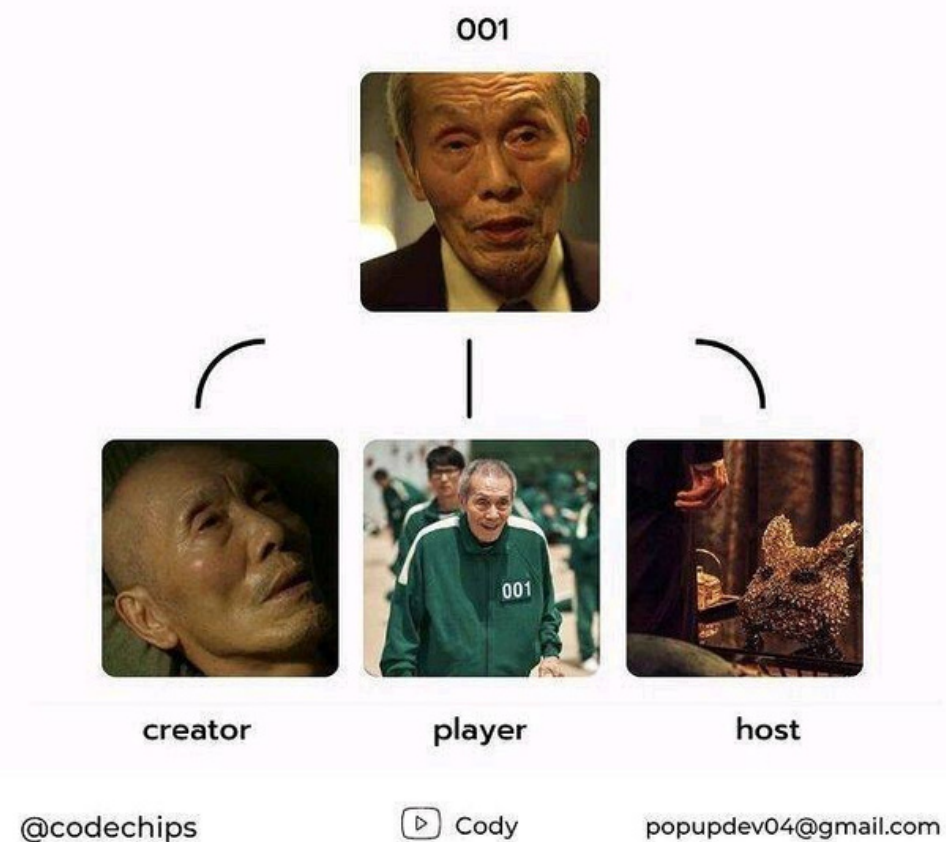 001
001
creator
player
host
@codechips
Cody
popupdev04@gmail.com